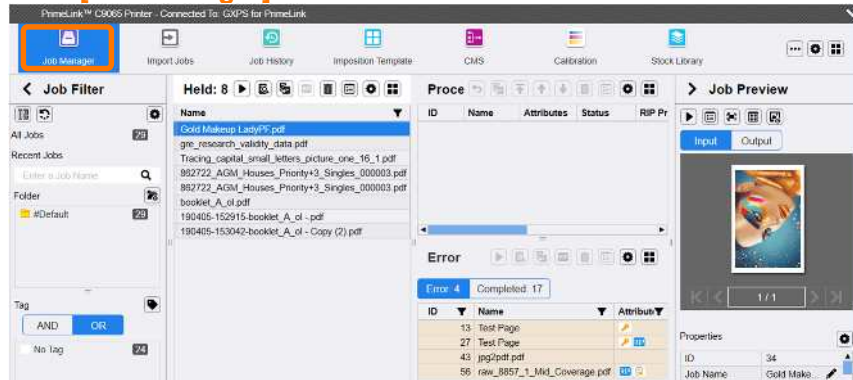 PrimeLink™ C9065 Printer - Connected To: GXPS for PrimeLink
Job Manager
Import Jobs
Job History
Imposition Template
CMS
Calibration
Stock Library
Job Filter
All Jobs 29
Recent Jobs
Enter a Job Name
Folder
#Default 29
Tag
AND OR
No Tag 24
Held: 8
Name
Gold Makeup LadyPF.pdf
gre_research_validity_data.pdf
Tracing_capital_small_letters_picture_one_16_1.pdf
862722_AGM_Houses_Priority+3_Singles_000003.pdf
862722_AGM_Houses_Priority+3_Singles_000003.pdf
booklet_A_ol.pdf
190405-152915-booklet_A_ol -.pdf
190405-153042-booklet_A_ol - Copy (2).pdf
Proce
ID Name Attributes Status RIP Pr
Error
Error: 4 Completed: 17
ID Name Attribut
13 Test Page
27 Test Page RIP
43 jpg2pdf.pdf
56 raw_8857_1_Mid_Coverage.pdf RIP
Job Preview
Input Output
1 / 1
Properties
ID 34
Job Name Gold Make...